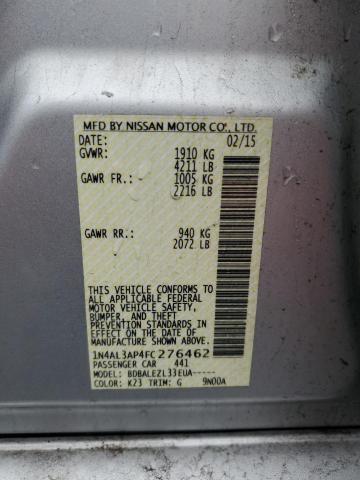 MFD BY NISSAN MOTOR CO., LTD.
DATE: 02/15
GVWR: 1910 KG
4211 LB
GAWR FR.: 1005 KG
2216 LB
GAWR RR.: 940 KG
2072 LB
THIS VEHICLE CONFORMS TO
ALL APPLICABLE FEDERAL
MOTOR VEHICLE SAFETY,
BUMPER, AND THEFT
PREVENTION STANDARDS IN
EFFECT ON THE DATE OF
MANUFACTURE SHOWN ABOVE.
1N4AL3AP4FC276462
PASSENGER CAR 441
MODEL: BDBALEZL33EUA-----
COLOR: K23 TRIM: G 9N00A